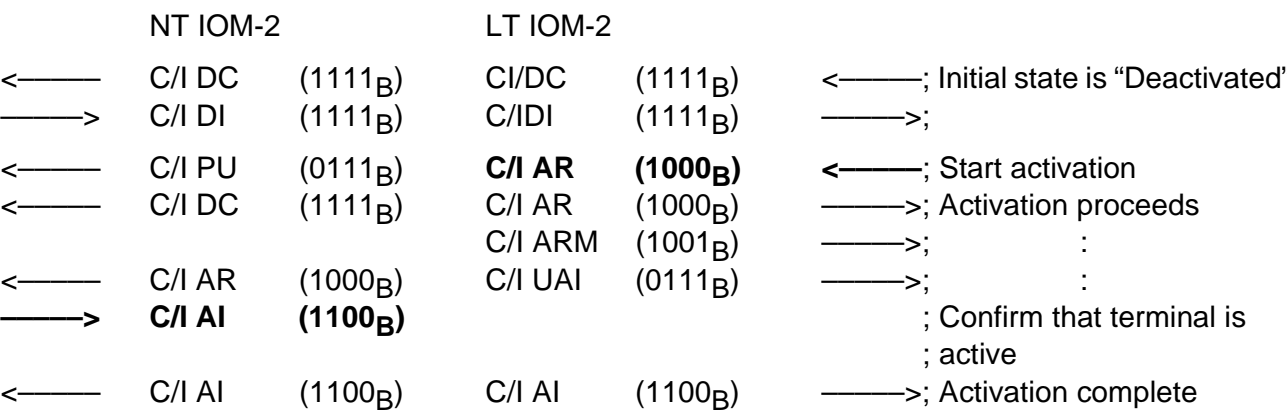 NT IOM-2 LT IOM-2
<––––– C/I DC (1111B) CI/DC (1111B) <–––––; Initial state is “Deactivated’
–––––> C/I DI (1111B) C/IDI (1111B) –––––>;
<––––– C/I PU (0111B) C/I AR (1000B) <–––––; Start activation
<––––– C/I DC (1111B) C/I AR (1000B) –––––>; Activation proceeds
C/I ARM (1001B) –––––>; :
<––––– C/I AR (1000B) C/I UAI (0111B) –––––>; :
–––––> C/I AI (1100B) ; Confirm that terminal is
; active
<––––– C/I AI (1100B) C/I AI (1100B) –––––>; Activation complete